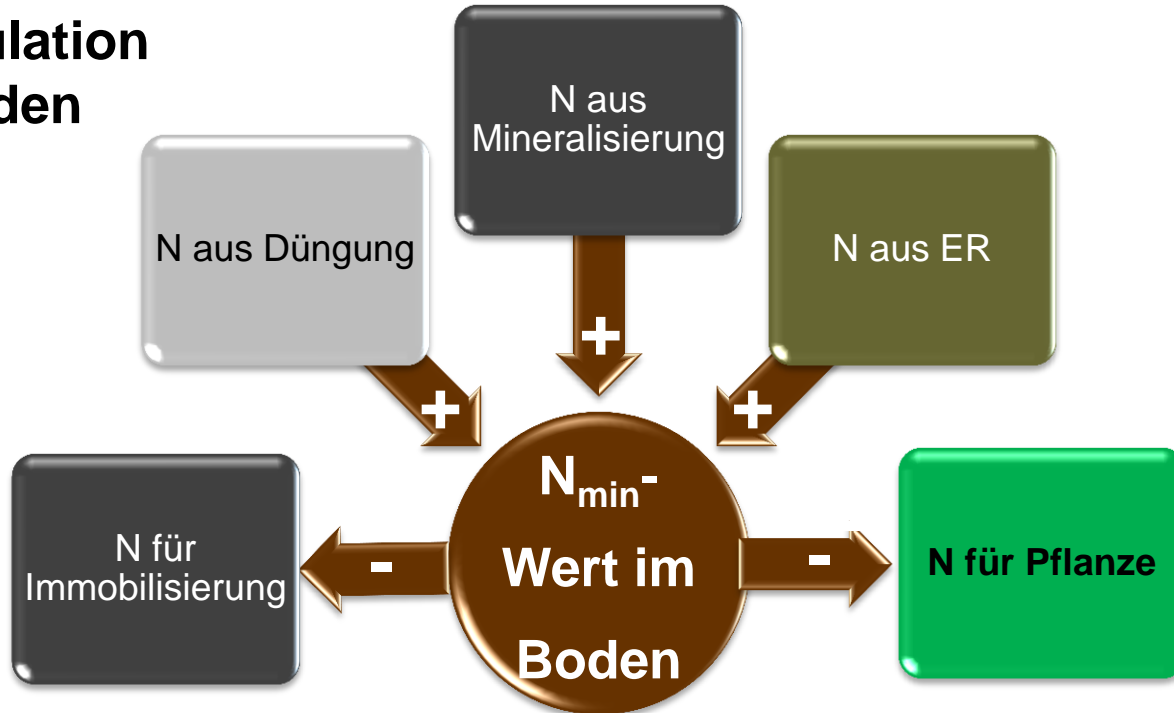 ulation
den
N aus
Mineralisierung
N aus Düngung
N aus ER
+
+
+
N für
Immobilisierung
-
Nmin-
Wert im
Boden
-
N für Pflanze